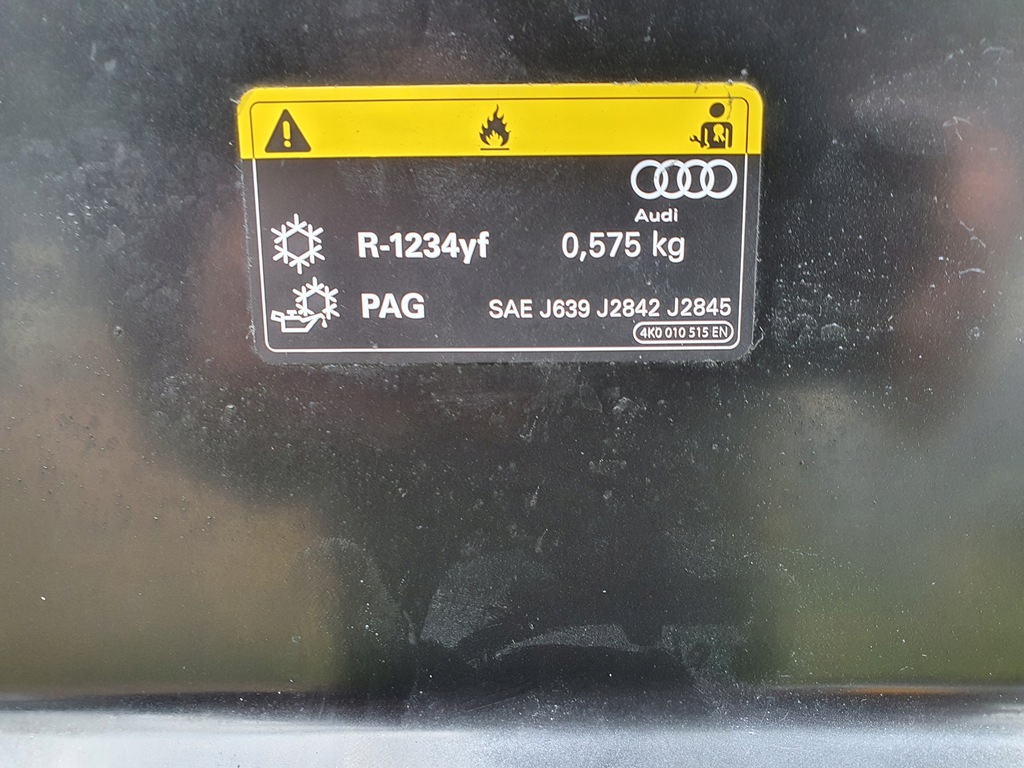 Audi
R-1234yf 0,575 kg
PAG SAE J639 J2842 J2845
4K0 010 515 EN